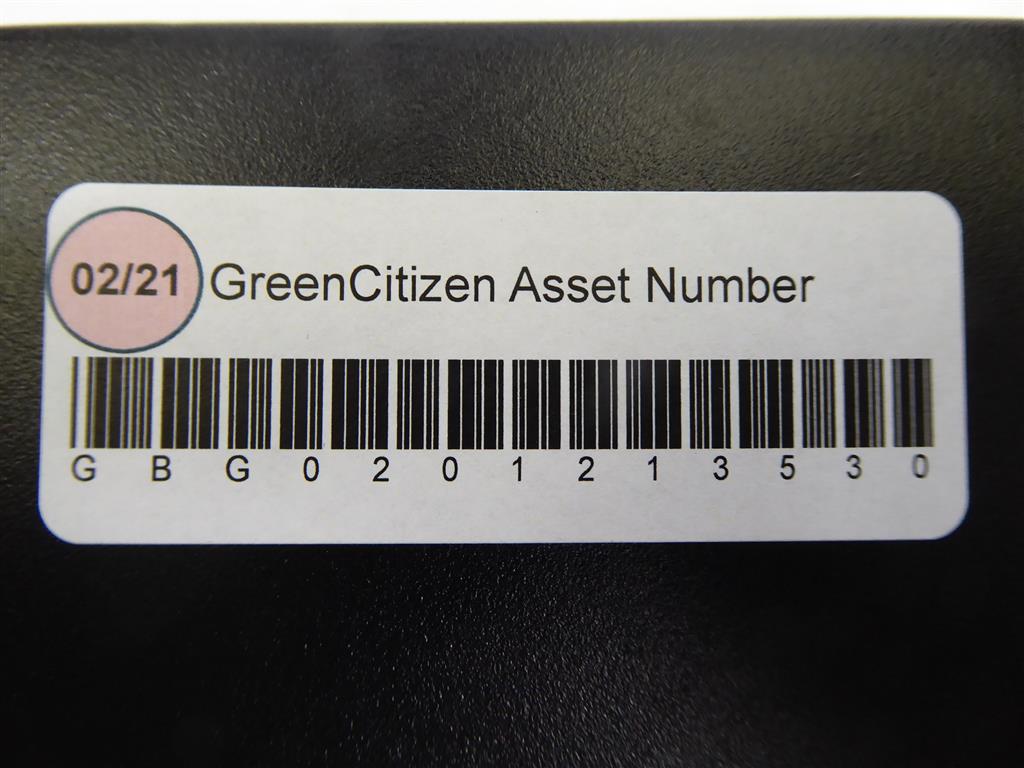 02/21 GreenCitizen Asset Number
G B G 0 2 0 1 2 1 3 5 3 0